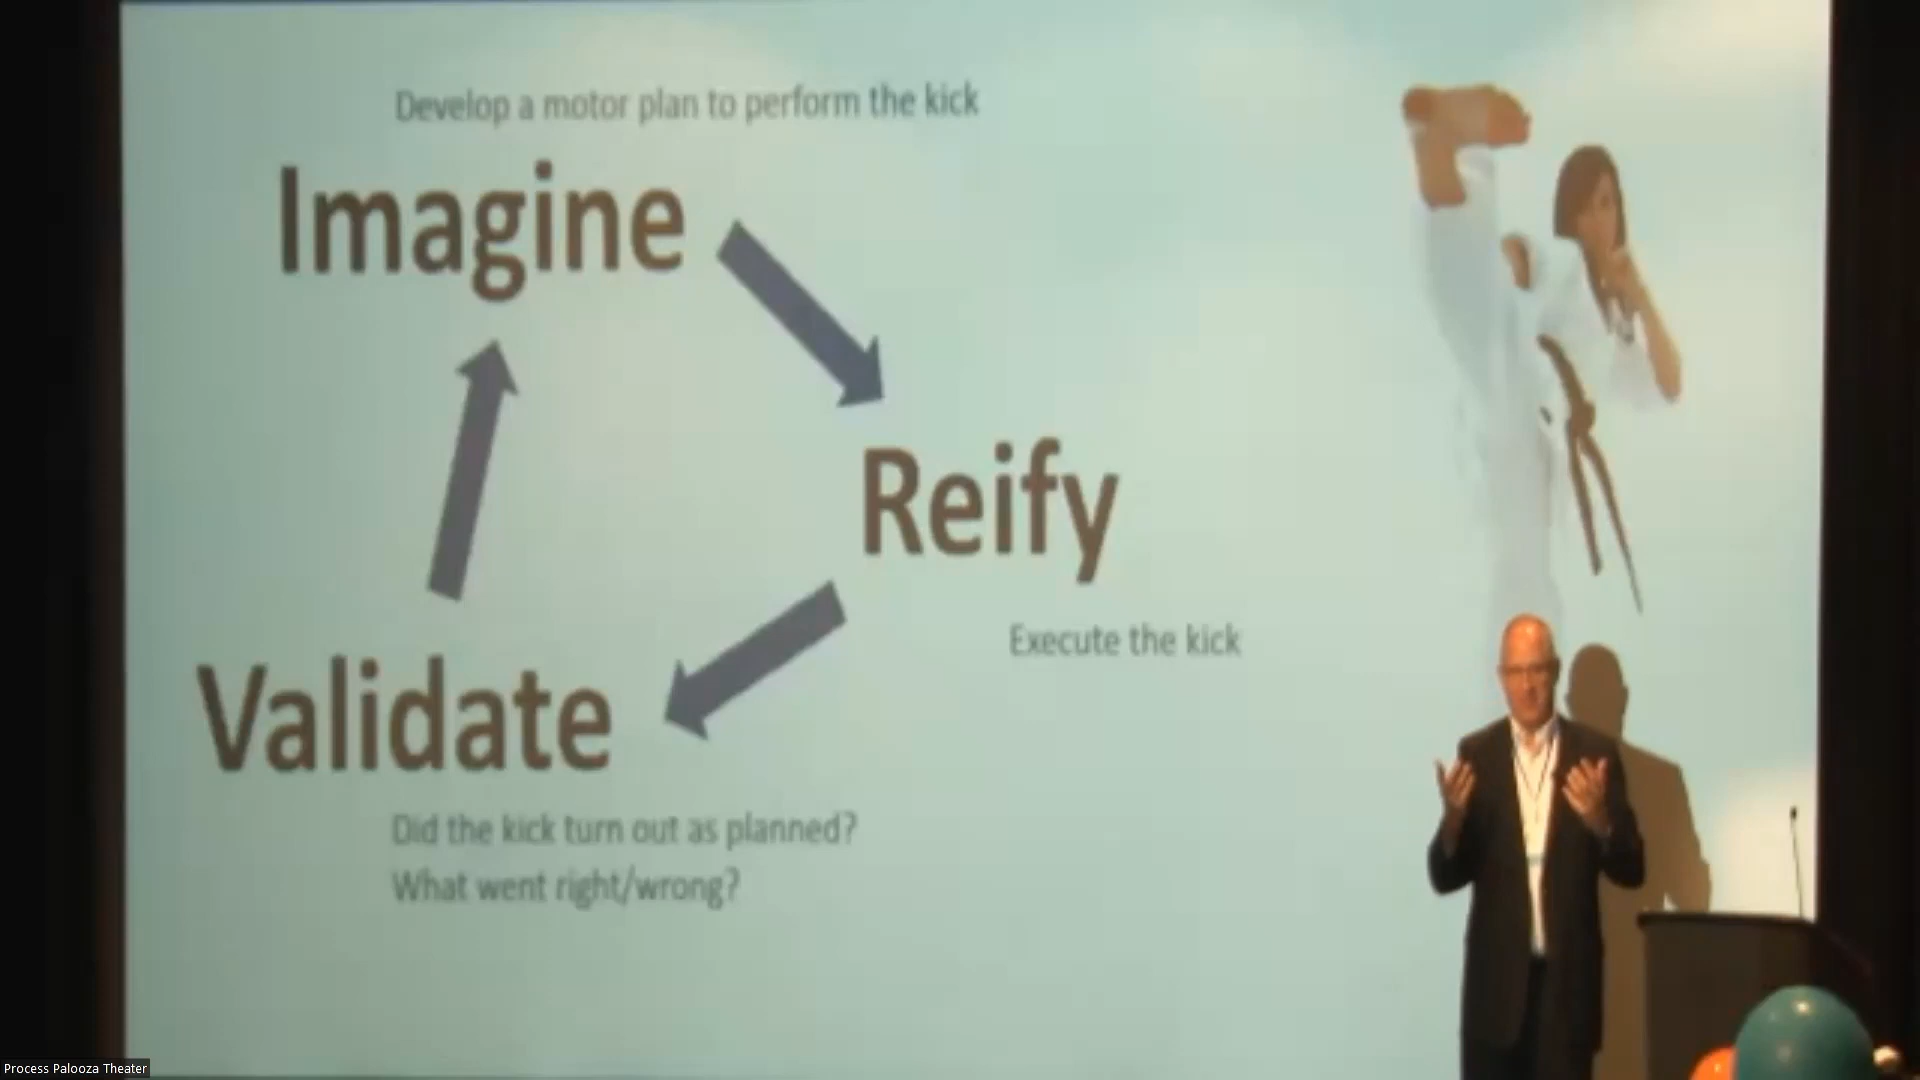 Develop a motor plan to perform the kick
Imagine
Reify
Execute the kick
Validate
Did the kick turn out as planned?
What went right/wrong?
Process Palooza Theater